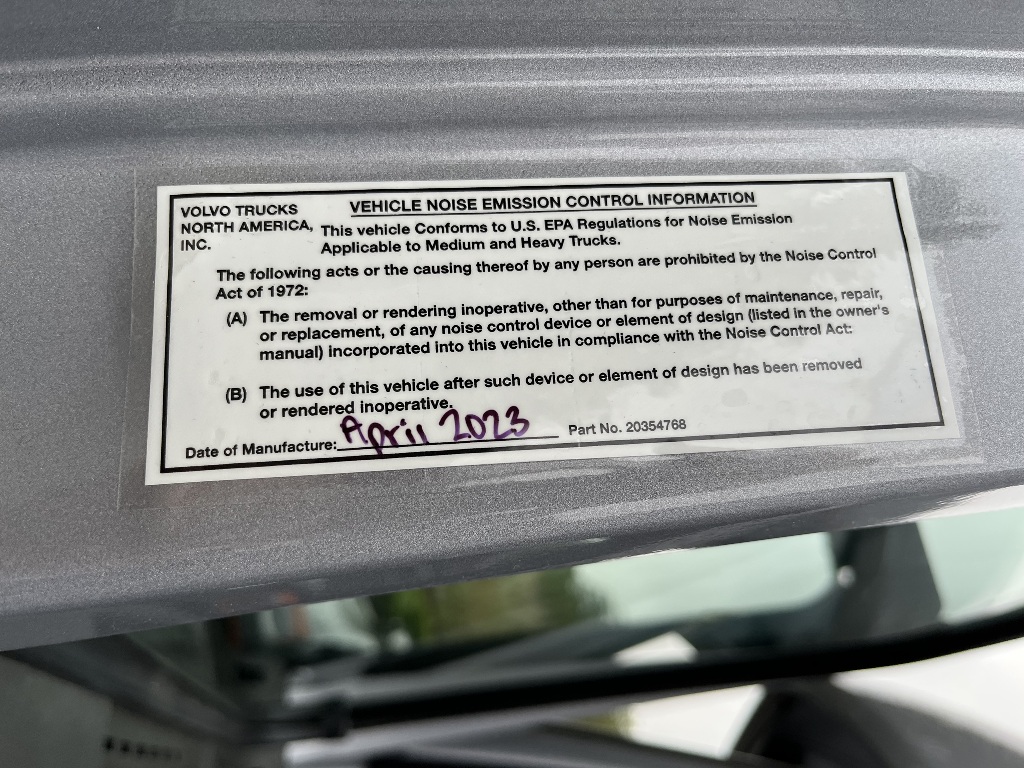 VOLVO TRUCKS
NORTH AMERICA,
INC.
VEHICLE NOISE EMISSION CONTROL INFORMATION
This vehicle Conforms to U.S. EPA Regulations for Noise Emission
Applicable to Medium and Heavy Trucks.
The following acts or the causing thereof by any person are prohibited by the Noise Control
Act of 1972:
(A) The removal or rendering inoperative, other than for purposes of maintenance, repair,
or replacement, of any noise control device or element of design (listed in the owner's
manual) incorporated into this vehicle in compliance with the Noise Control Act:
(B) The use of this vehicle after such device or element of design has been removed
or rendered inoperative.
Date of Manufacture: April 2023 Part No. 20354768